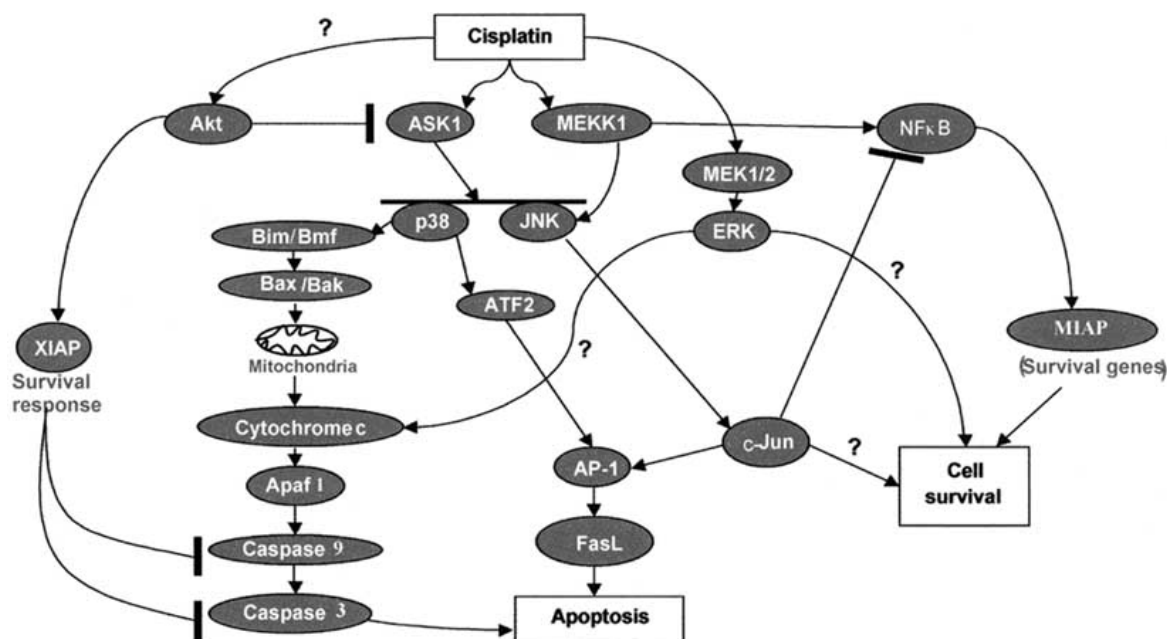 ?
Cisplatin
Akt
ASK1
MEKK1
NFκB
MEK1/2
p38
JNK
ERK
Bim/Bmf
?
Bax/Bak
ATF2
XIAP
MIAP
?
Mitochondria
(Survival genes)
Survival
response
Cytochrome c
c-Jun
?
AP-1
Cell
survival
Apaf 1
Caspase 9
FasL
Caspase 3
Apoptosis